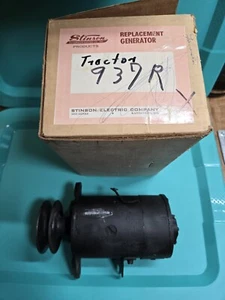 Stinson
PRODUCTS
REPLACEMENT
GENERATOR
Tractor
937R
STINSON ELECTRIC COMPANY